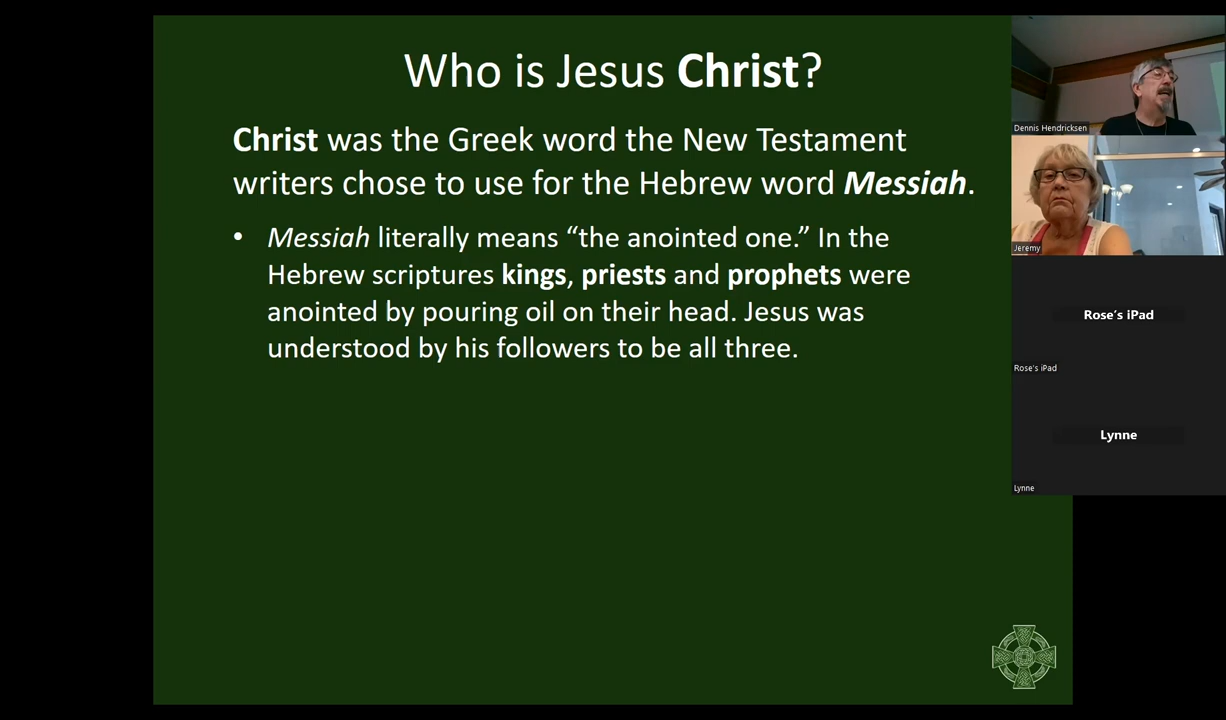 Who is Jesus Christ?
Christ was the Greek word the New Testament
writers chose to use for the Hebrew word Messiah.
• Messiah literally means “the anointed one.” In the
Hebrew scriptures kings, priests and prophets were
anointed by pouring oil on their head. Jesus was
understood by his followers to be all three.
Dennis Hendricksen
Jeremy
Rose’s iPad
Rose's iPad
Lynne
Lynne